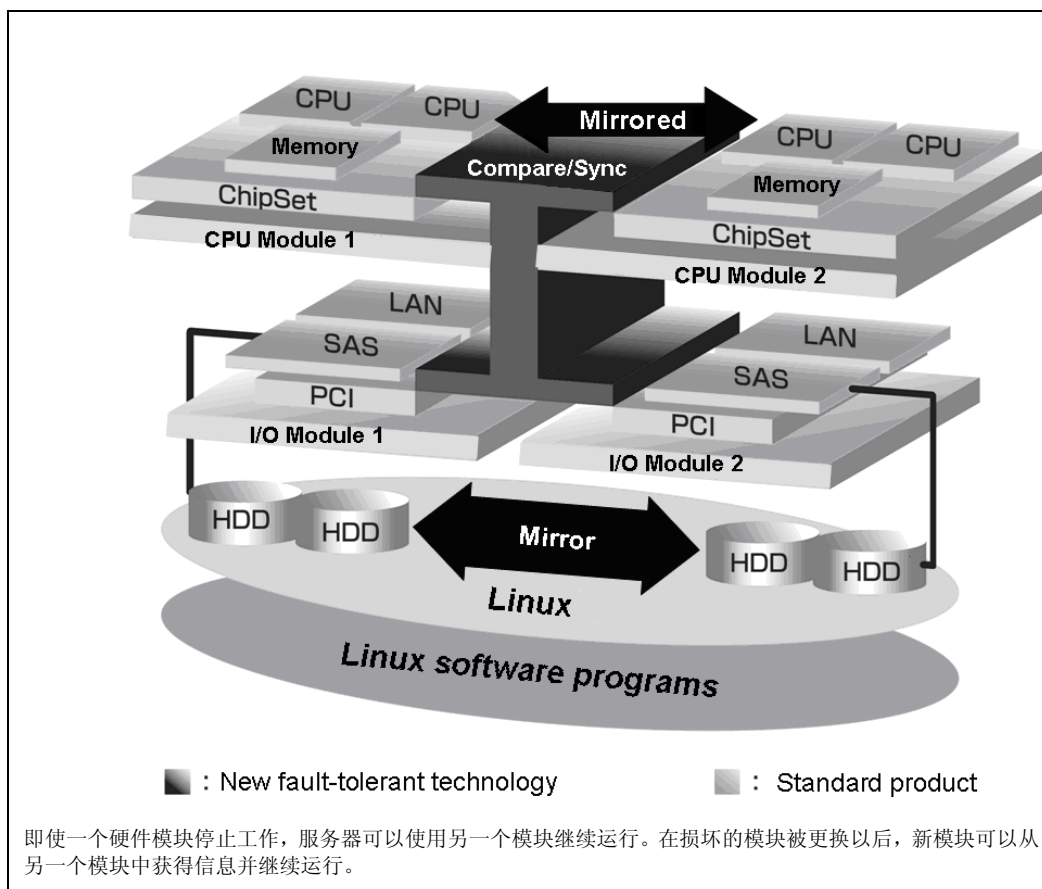 CPU
CPU
Mirrored
CPU
CPU
Memory
Compare/Sync
Memory
ChipSet
ChipSet
CPU Module 1
CPU Module 2
LAN
LAN
SAS
SAS
PCI
PCI
I/O Module 1
I/O Module 2
HDD
HDD
Mirror
HDD
HDD
Linux
Linux software programs
: New fault-tolerant technology
: Standard product
即使一个硬件模块停止工作，服务器可以使用另一个模块继续运行。在损坏的模块被更换以后，新模块可以从
另一个模块中获得信息并继续运行。